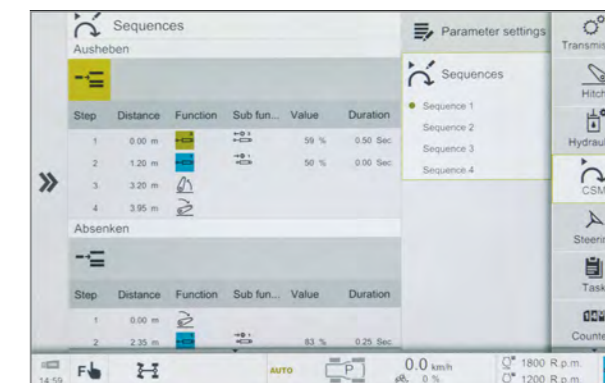 Sequences
Ausheben
Step Distance Function Sub fun... Value Duration
1 0.00 m 59 % 0.50 Sec
2 1.20 m 50 % 0.00 Sec
3 3.20 m
4 3.95 m
Absenken
Step Distance Function Sub fun... Value Duration
1 0.00 m
2 2.35 m 83 % 0.25 Sec
Parameter settings
Sequences
Sequence 1
Sequence 2
Sequence 3
Sequence 4
Transmis
Hitch
Hydraul
CSM
Steerin
Task
Counte
14:59 F AUTO P 0.0 km/h 0 % 1800 R.p.m.
1200 R.p.m.